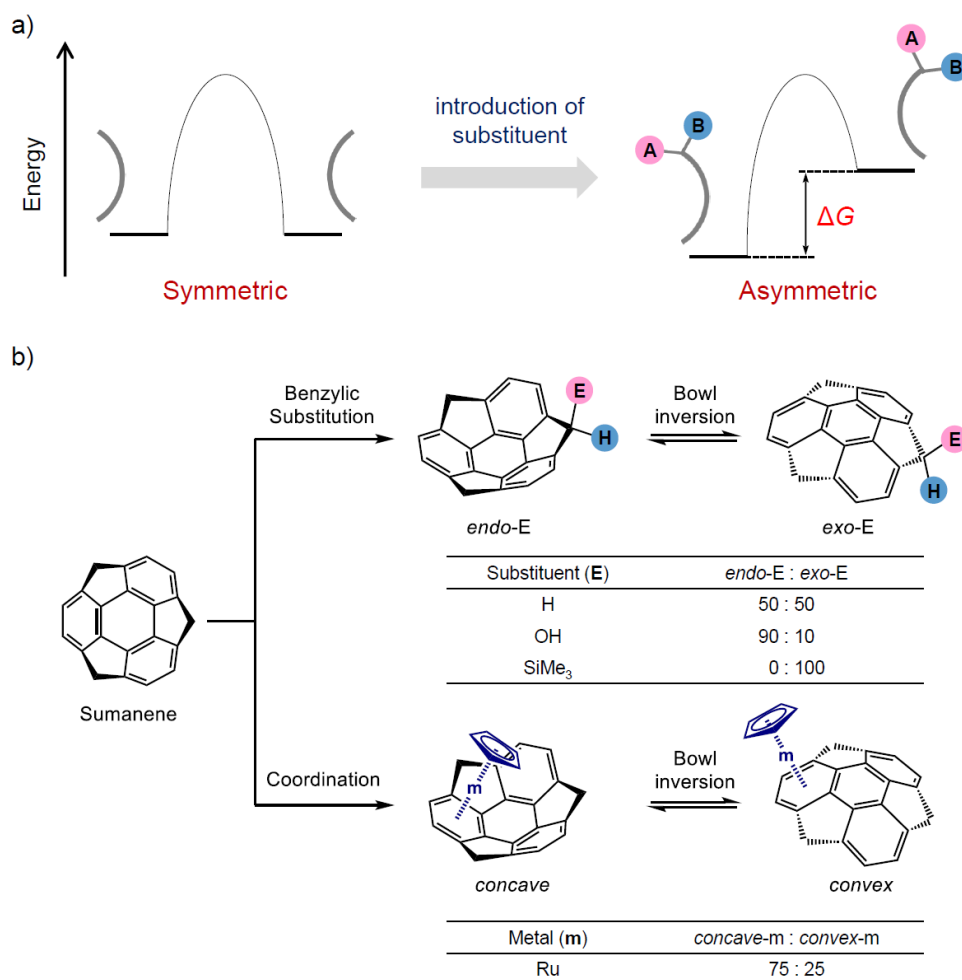 a)
Energy
Symmetric
introduction of
substituent
A
B
A
B
ΔG
Asymmetric
b)
Sumanene
Benzylic
Substitution
E
H
endo-E
Bowl
inversion
E
H
exo-E
Substituent (E) endo-E : exo-E
H 50 : 50
OH 90 : 10
SiMe₃ 0 : 100
Coordination
m
concave
Bowl
inversion
m
convex
Metal (m) concave-m : convex-m
Ru 75 : 25